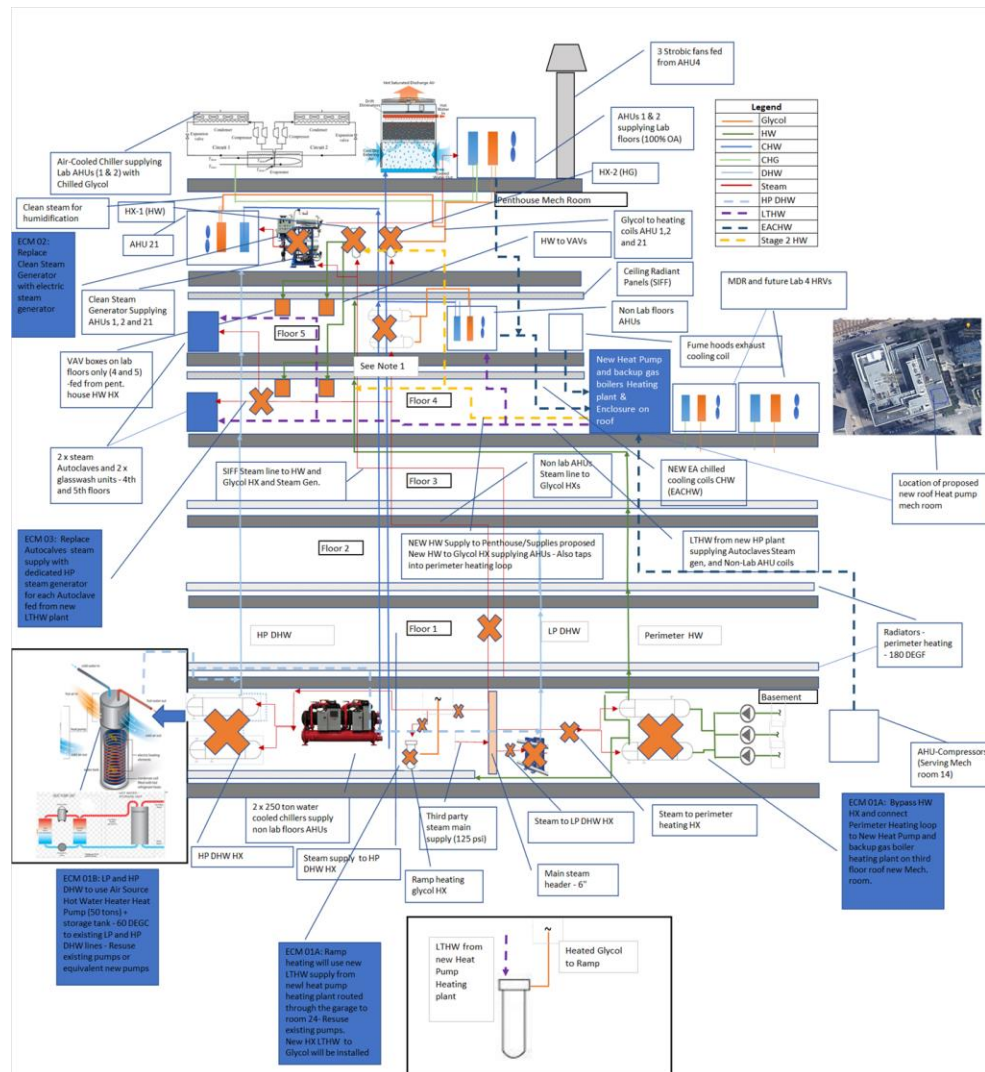 3 Strobic fans fed
from AHU4
Hot Saturated Discharge Air
Legend
Glycol
HW
CHW
CHG
DHW
Steam
HP DHW
LTHW
EACHW
Stage 2 HW
AHUs 1 & 2
supplying Lab
floors (100% OA)
Condenser
Condenser
Compressor
Compressor
Expansion
valve
Expansion
valve
Circuit 1
Circuit 2
Evaporator
Air-Cooled Chiller supplying
Lab AHUs (1 & 2) with
Chilled Glycol
HX-2 (HG)
Clean steam for
humidification
Penthouse Mech Room
HX-1 (HW)
AHU 21
Glycol to heating
coils AHU 1,2
and 21
HW to VAVs
ECM 02:
Replace
Clean Steam
Generator
with electric
steam
generator
Clean Steam
Generator Supplying
AHUs 1, 2 and 21
Ceiling Radiant
Panels (SIFF)
MDR and future Lab 4 HRVs
Non Lab floors
AHUs
Floor 5
VAV boxes on lab
floors only (4 and 5)
-fed from pent.
house HW HX
Fume hoods exhaust
cooling coil
See Note 1
New Heat Pump
and backup gas
boilers Heating
plant &
Enclosure on
roof
Floor 4
2 x steam
Autoclaves and 2 x
glasswash units - 4th
and 5th floors
SIFF Steam line to HW and
Glycol HX and Steam Gen.
Floor 3
Non lab AHUs
Steam line to
Glycol HXs
NEW EA chilled
cooling coils CHW
(EACHW)
Location of proposed
new roof Heat pump
mech room
ECM 03: Replace
Autocalves steam
supply with
dedicated HP
steam generator
for each Autoclave
fed from new
LTHW plant
Floor 2
NEW HW Supply to Penthouse/Supplies proposed
New HW to Glycol HX supplying AHUs - Also taps
into perimeter heating loop
LTHW from new HP plant
supplying Autoclaves Steam
gen, and Non-Lab AHU coils
HP DHW
Floor 1
LP DHW
Perimeter HW
Radiators -
perimeter heating
- 180 DEGF
Basement
~
AHU-Compressors
(Serving Mech
room 14)
2 x 250 ton water
cooled chillers supply
non lab floors AHUs
Third party
steam main
supply (125 psi)
Steam to LP DHW HX
Steam to perimeter
heating HX
HP DHW HX
Steam supply to HP
DHW HX
Ramp heating
glycol HX
Main steam
header - 6"
ECM 01A: Bypass HW
HX and connect
Perimeter Heating loop
to New Heat Pump and
backup gas boiler
heating plant on third
floor roof new Mech.
room.
ECM 01B: LP and HP
DHW to use Air Source
Hot Water Heater Heat
Pump (50 tons) +
storage tank - 60 DEGC
to existing LP and HP
DHW lines - Resuse
existing pumps or
equivalent new pumps
ECM 01A: Ramp
heating will use new
LTHW supply from
newl heat pump
heating plant routed
through the garage to
room 24- Resuse
existing pumps.
New HX LTHW to
Glycol will be installed
LTHW from
new Heat
Pump
Heating
plant
~
Heated Glycol
to Ramp